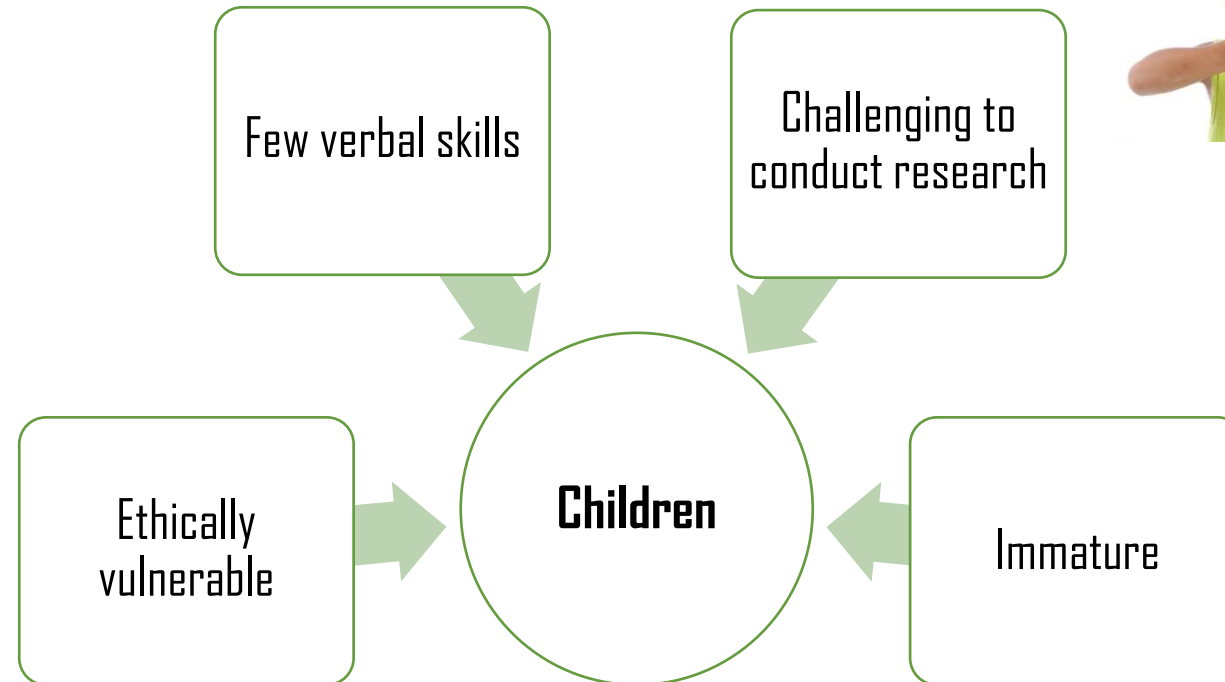 Few verbal skills
Challenging to
conduct research
Ethically
vulnerable
Children
Immature